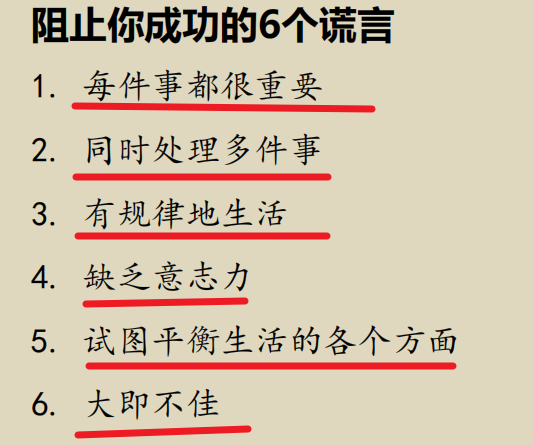 阻止你成功的6个谎言
1. 每件事都很重要
2. 同时处理多件事
3. 有规律地生活
4. 缺乏意志力
5. 试图平衡生活的各个方面
6. 大即不佳